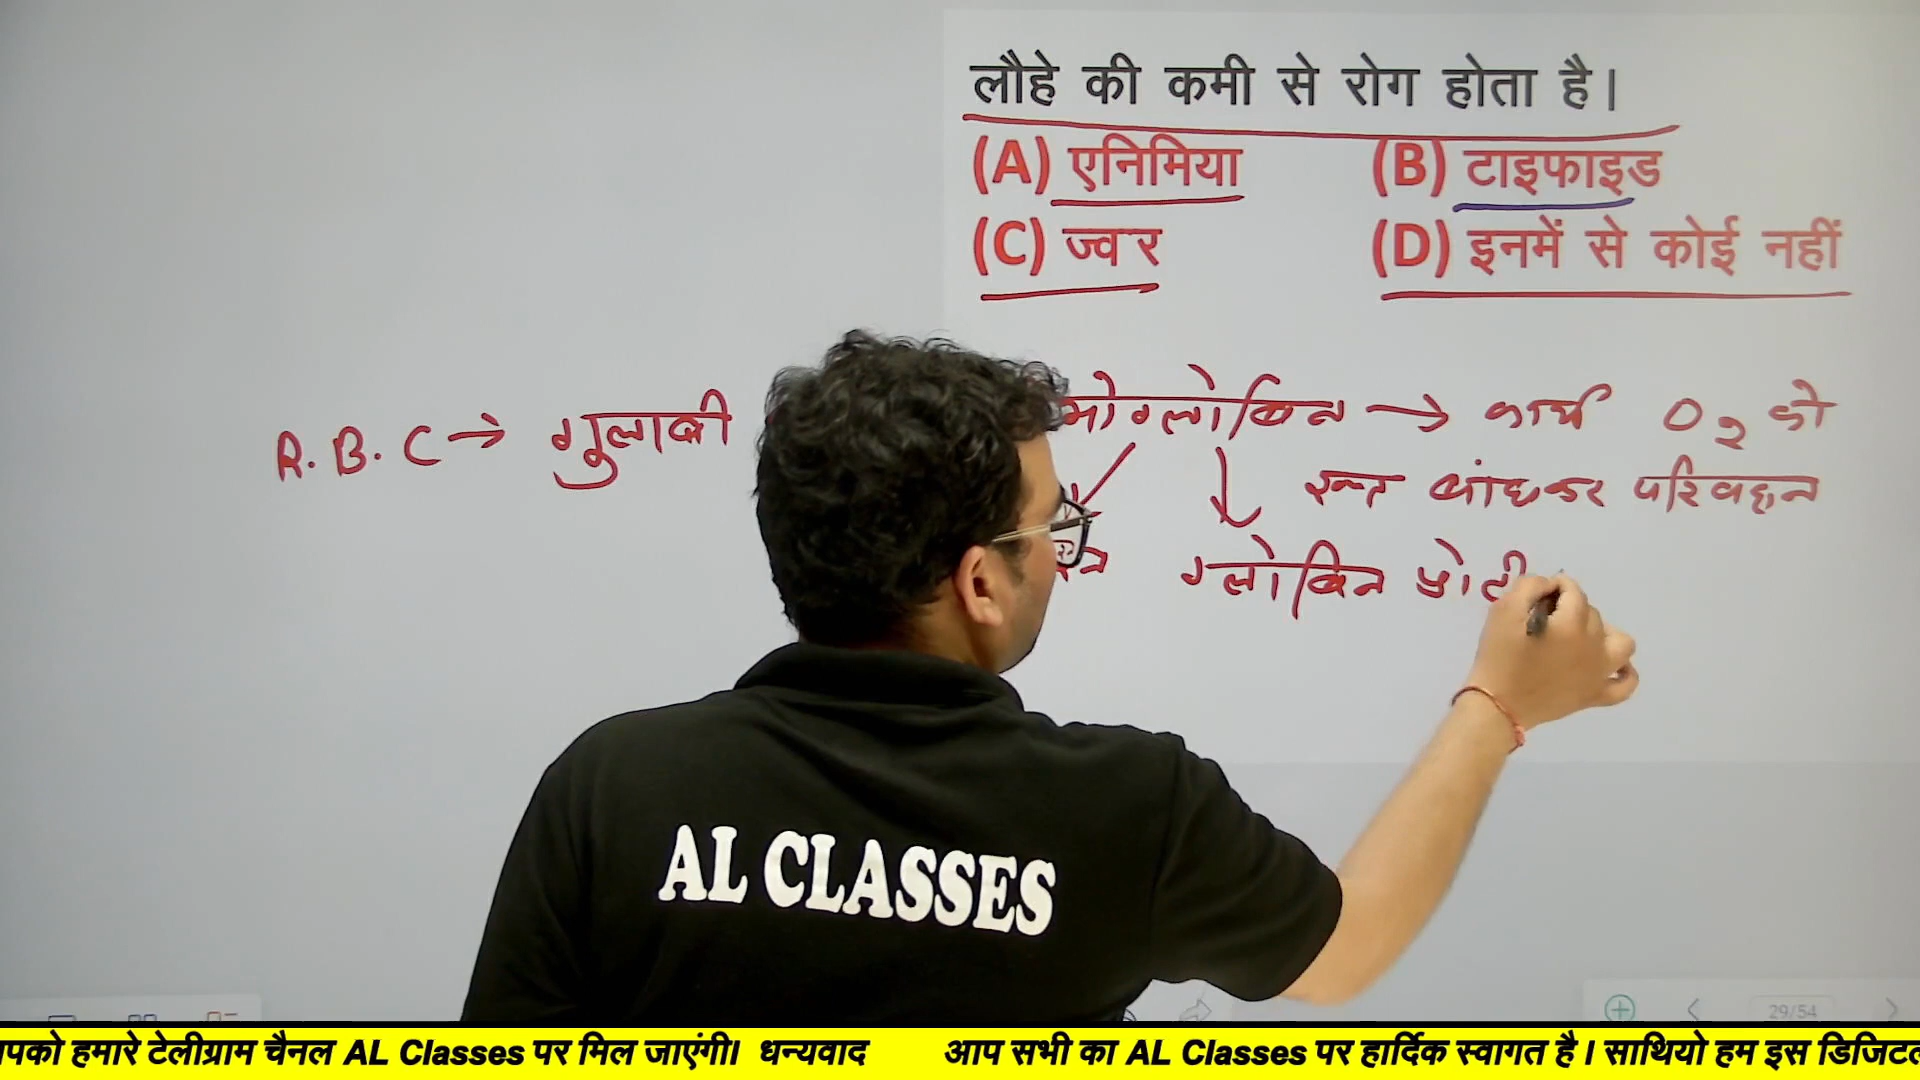 लौहे की कमी से रोग होता है।
(A) एनिमिया (B) टाइफाइड
(C) ज्वर (D) इनमें से कोई नहीं
R.B.C → गुलाबी मोग्लोबिन → कार्य O2 को
बांधकर परिवहन
ग्लोबिन प्रोटी
AL CLASSES
29/54
पको हमारे टेलीग्राम चैनल AL Classes पर मिल जाएंगी। धन्यवाद आप सभी का AL Classes पर हार्दिक स्वागत है । साथियो हम इस डिजिटल